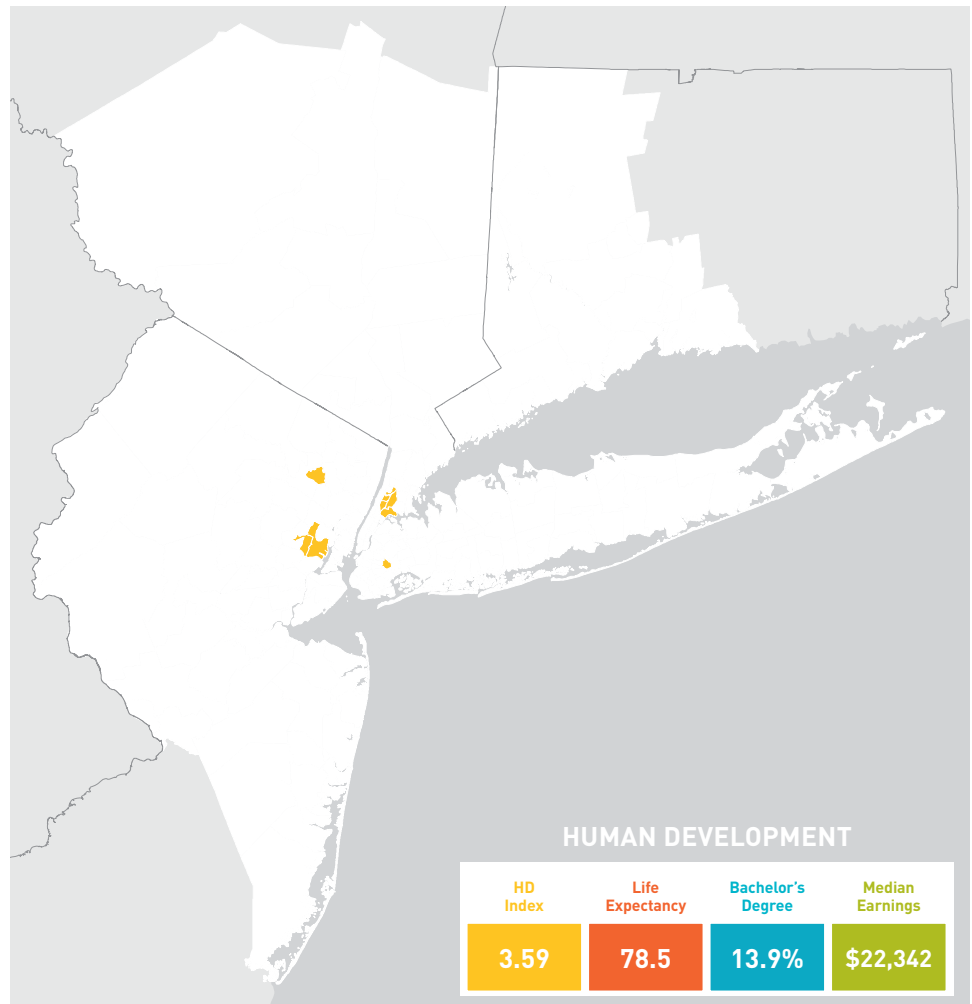 HUMAN DEVELOPMENT
HD
Index
Life
Expectancy
Bachelor's
Degree
Median
Earnings
3.59
78.5
13.9%
$22,342